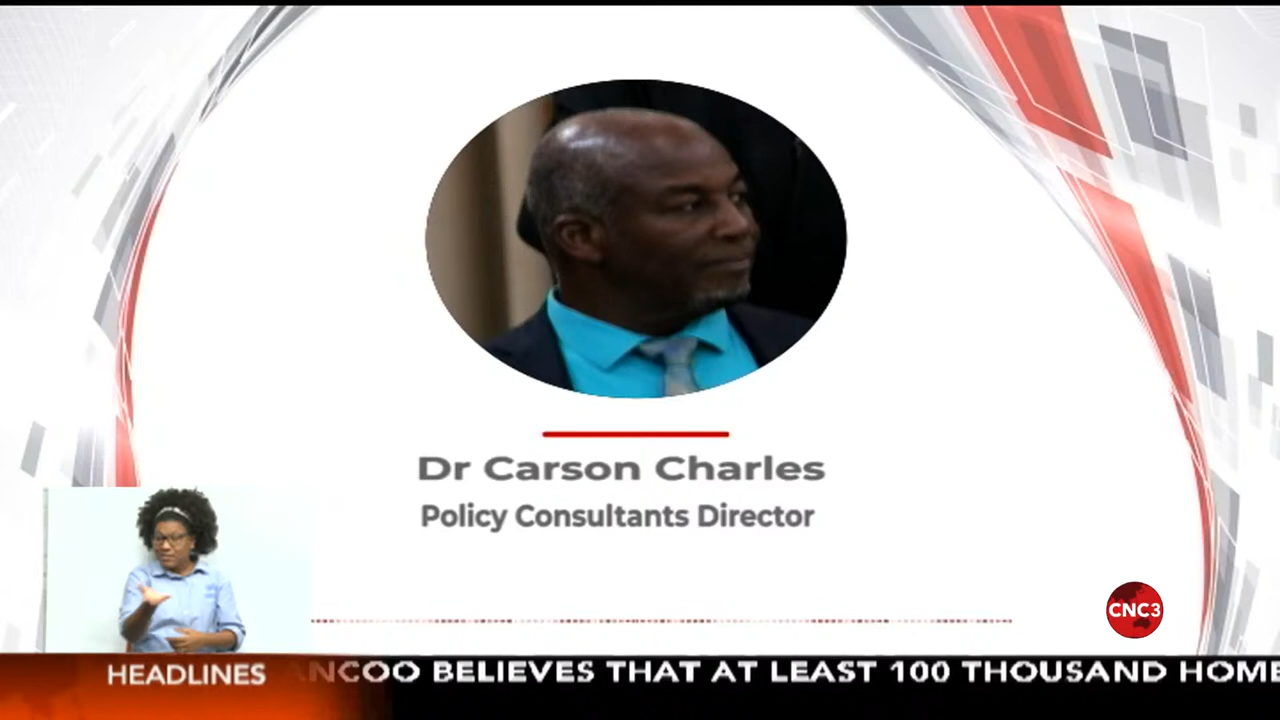 Dr Carson Charles
Policy Consultants Director
CNC3
HEADLINES
BELIEVES THAT AT LEAST 100 THOUSAND